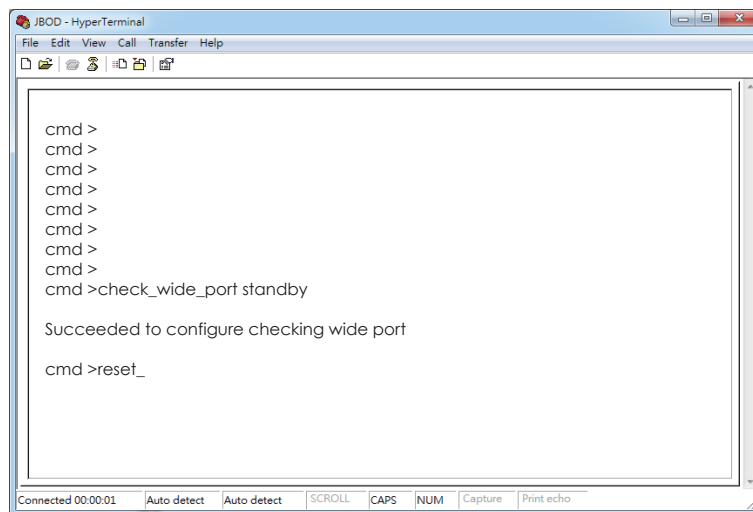 JBOD - HyperTerminal
File Edit View Call Transfer Help
cmd >
cmd >
cmd >
cmd >
cmd >
cmd >
cmd >
cmd >
cmd >check_wide_port standby
Succeeded to configure checking wide port
cmd >reset_
Connected 00:00:01 Auto detect Auto detect SCROLL CAPS NUM Capture Print echo